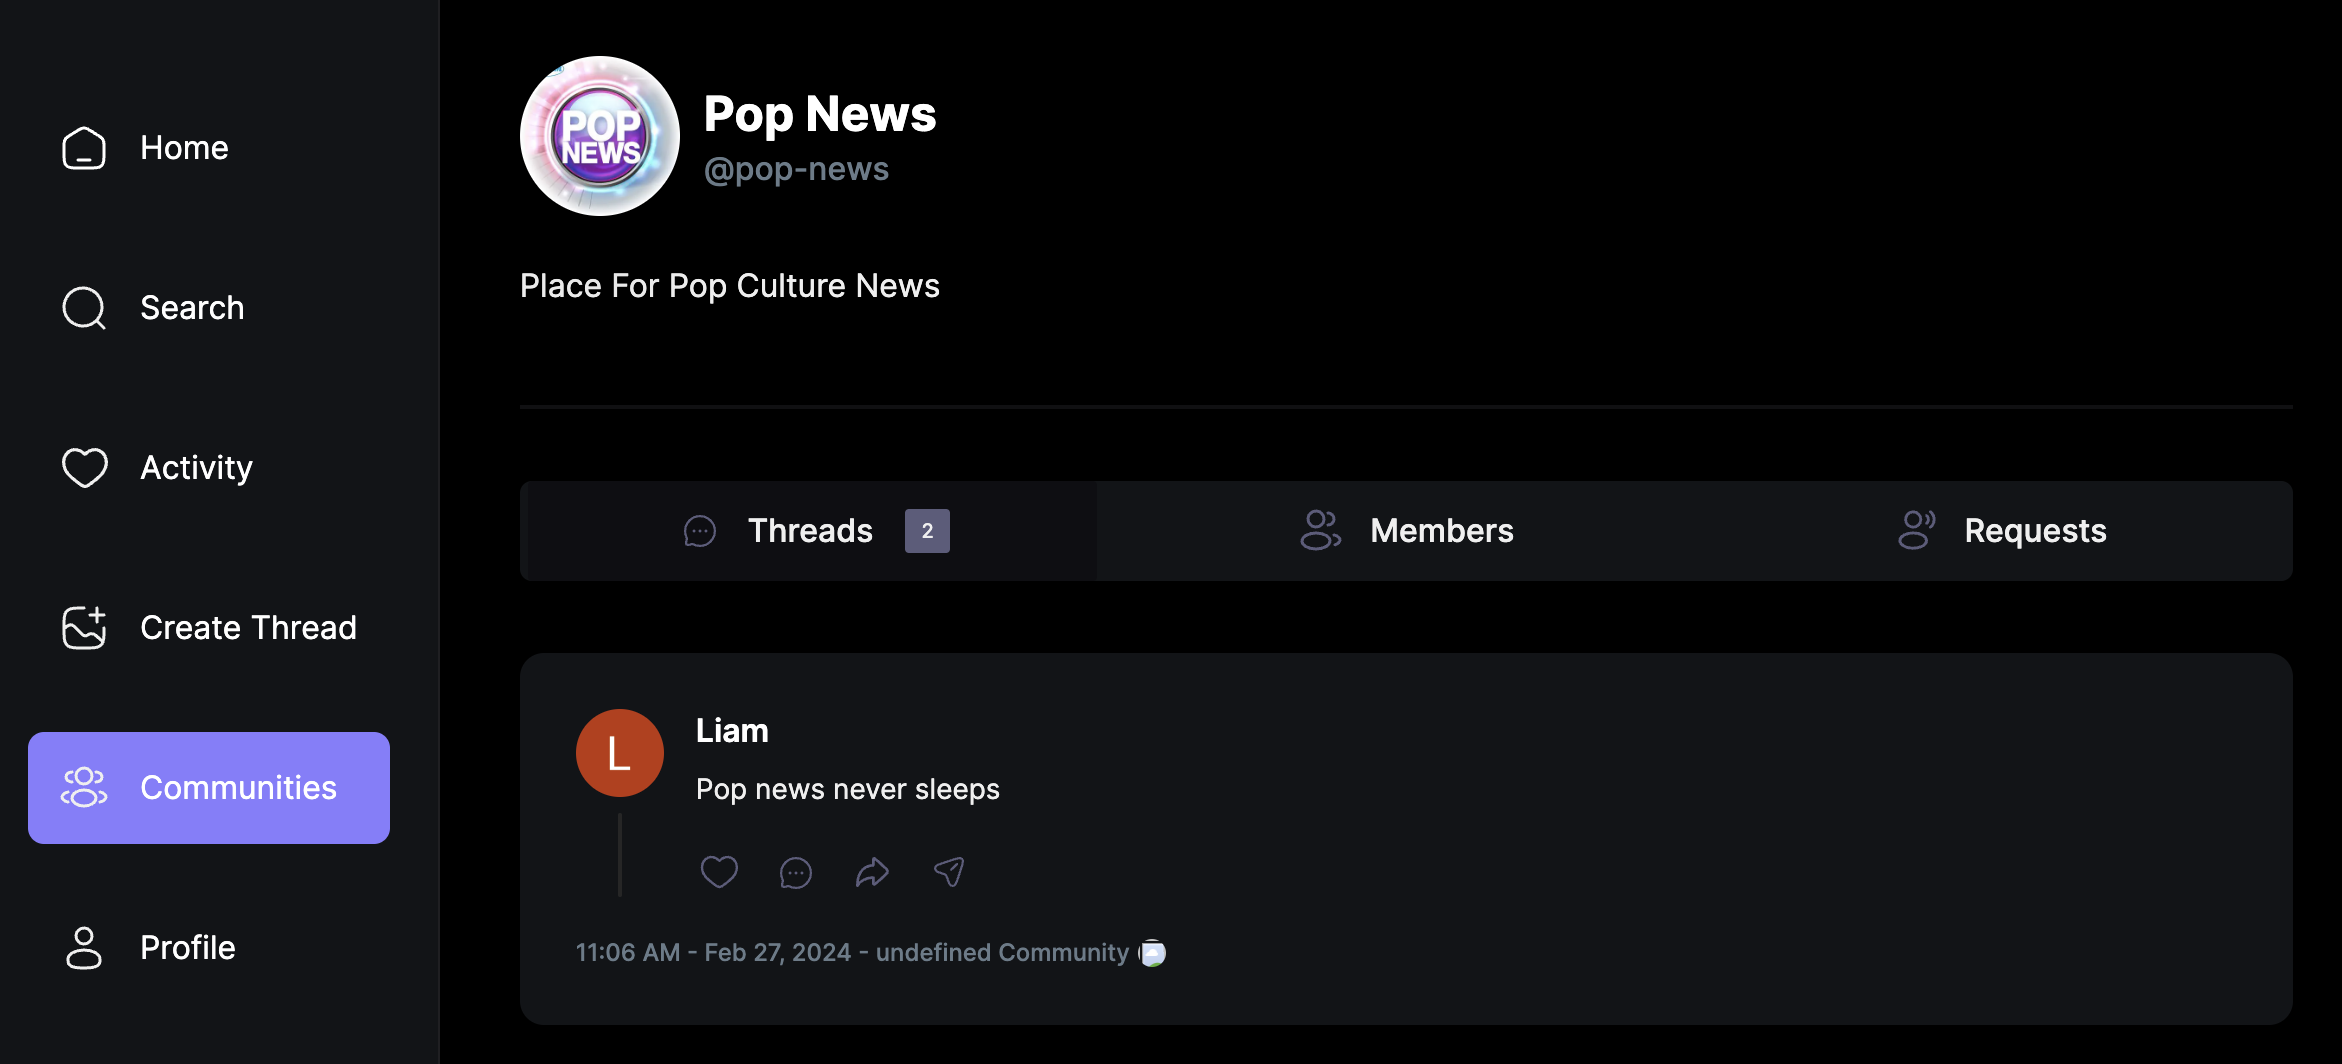 Home
Search
Activity
Create Thread
Communities
Profile
POP
NEWS
Pop News
@pop-news
Place For Pop Culture News
Threads 2
Members
Requests
L
Liam
Pop news never sleeps
11:06 AM - Feb 27, 2024 - undefined Community